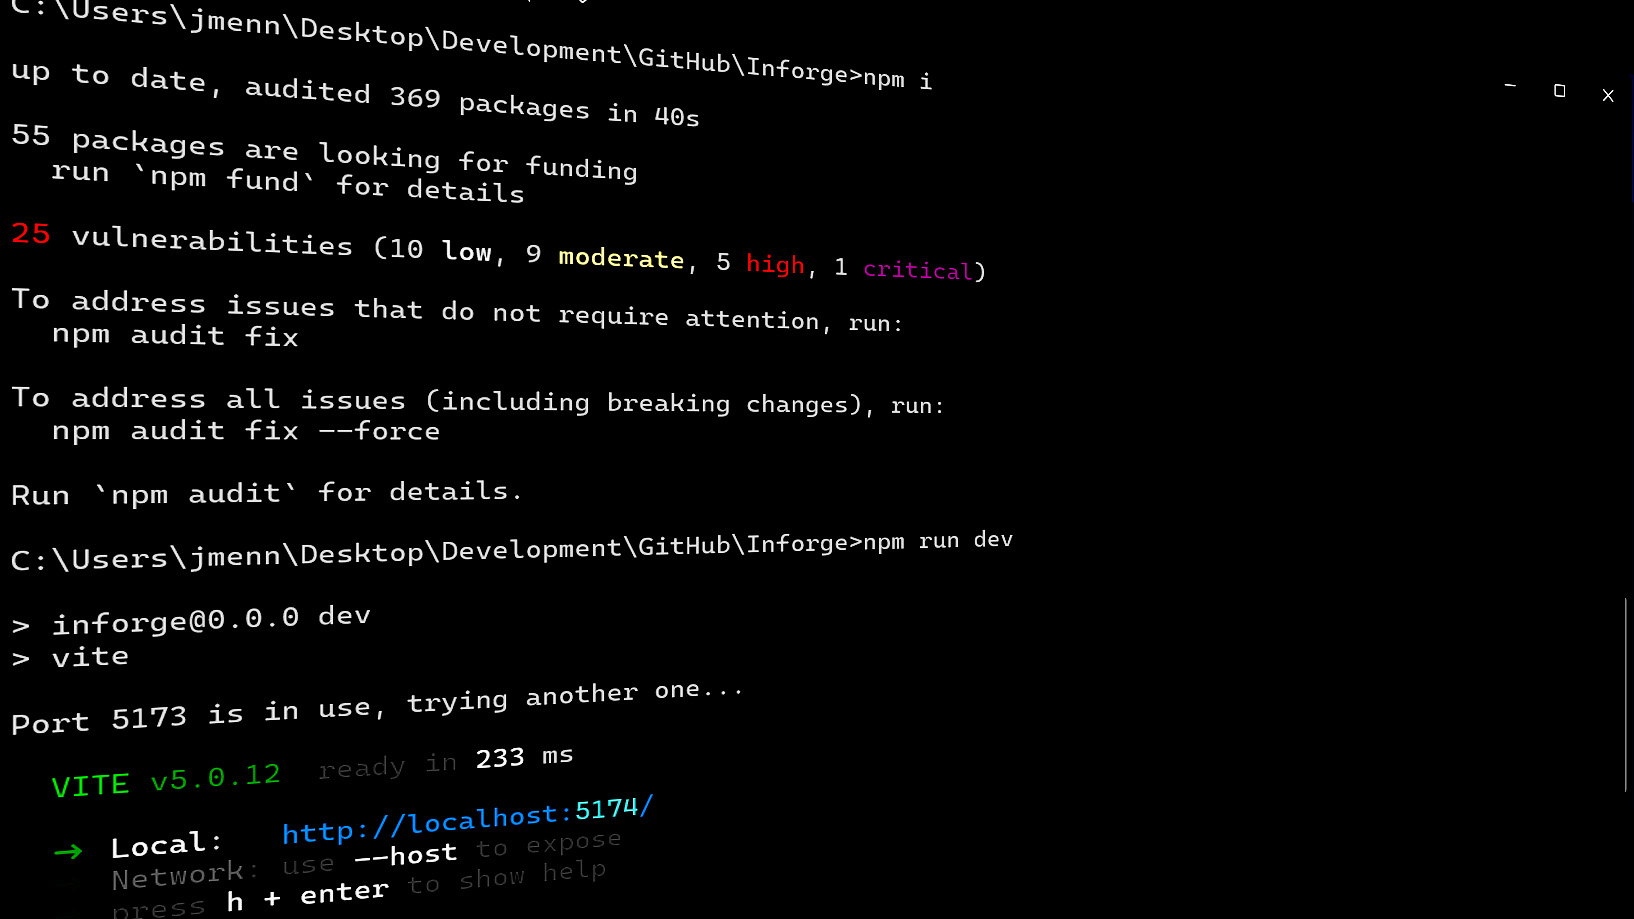 C:\Users\jmenn\Desktop\Development\GitHub\Inforge>npm i
up to date, audited 369 packages in 40s
55 packages are looking for funding
run `npm fund` for details
25 vulnerabilities (10 low, 9 moderate, 5 high, 1 critical)
To address issues that do not require attention, run:
npm audit fix
To address all issues (including breaking changes), run:
npm audit fix --force
Run `npm audit` for details.
C:\Users\jmenn\Desktop\Development\GitHub\Inforge>npm run dev
> inforge@0.0.0 dev
> vite
Port 5173 is in use, trying another one...
VITE v5.0.12 ready in 233 ms
→ Local: http://localhost:5174/
→ Network: use --host to expose
press h + enter to show help